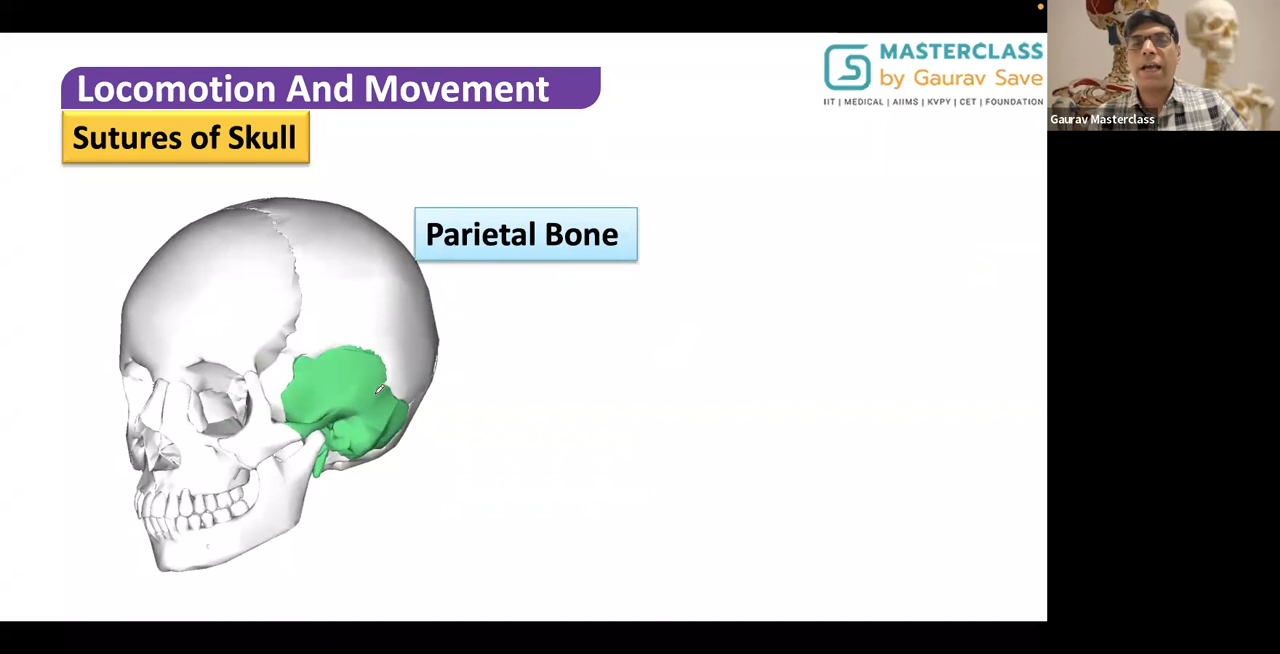 Locomotion And Movement
Sutures of Skull
Parietal Bone
MASTERCLASS
by Gaurav Save
IIT | MEDICAL | AIIMS | KVPY | CET | FOUNDATION
Gaurav Masterclass